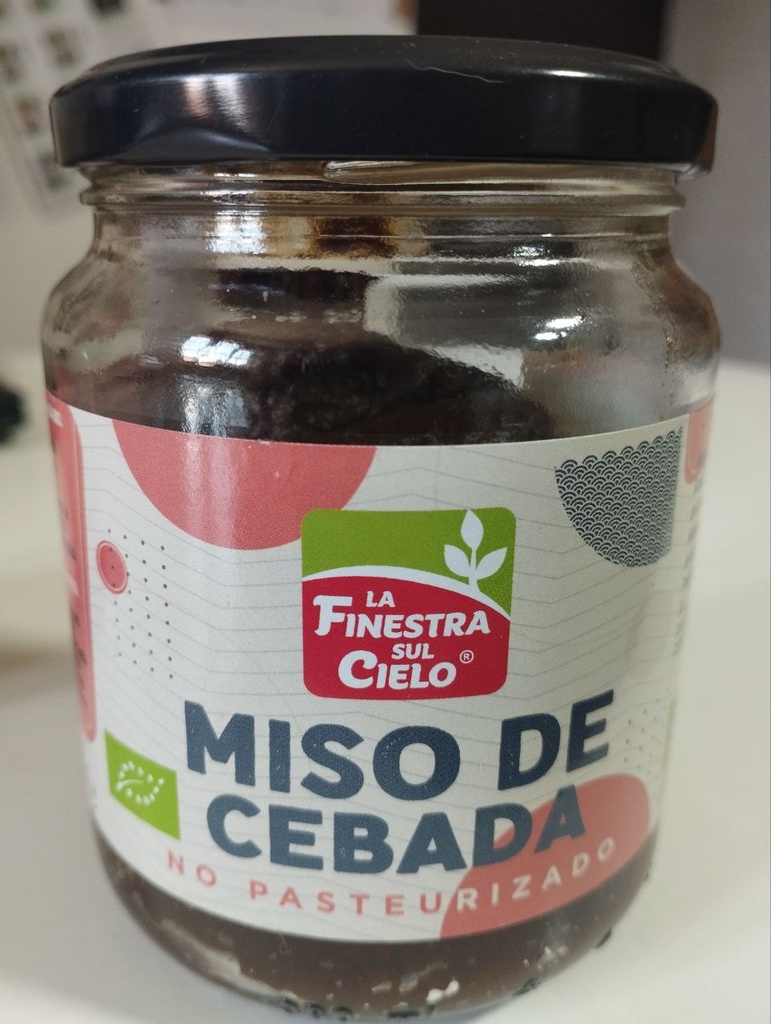 LA
FINESTRA
SUL
CIELO®
MISO DE
CEBADA
NO PASTEURIZADO